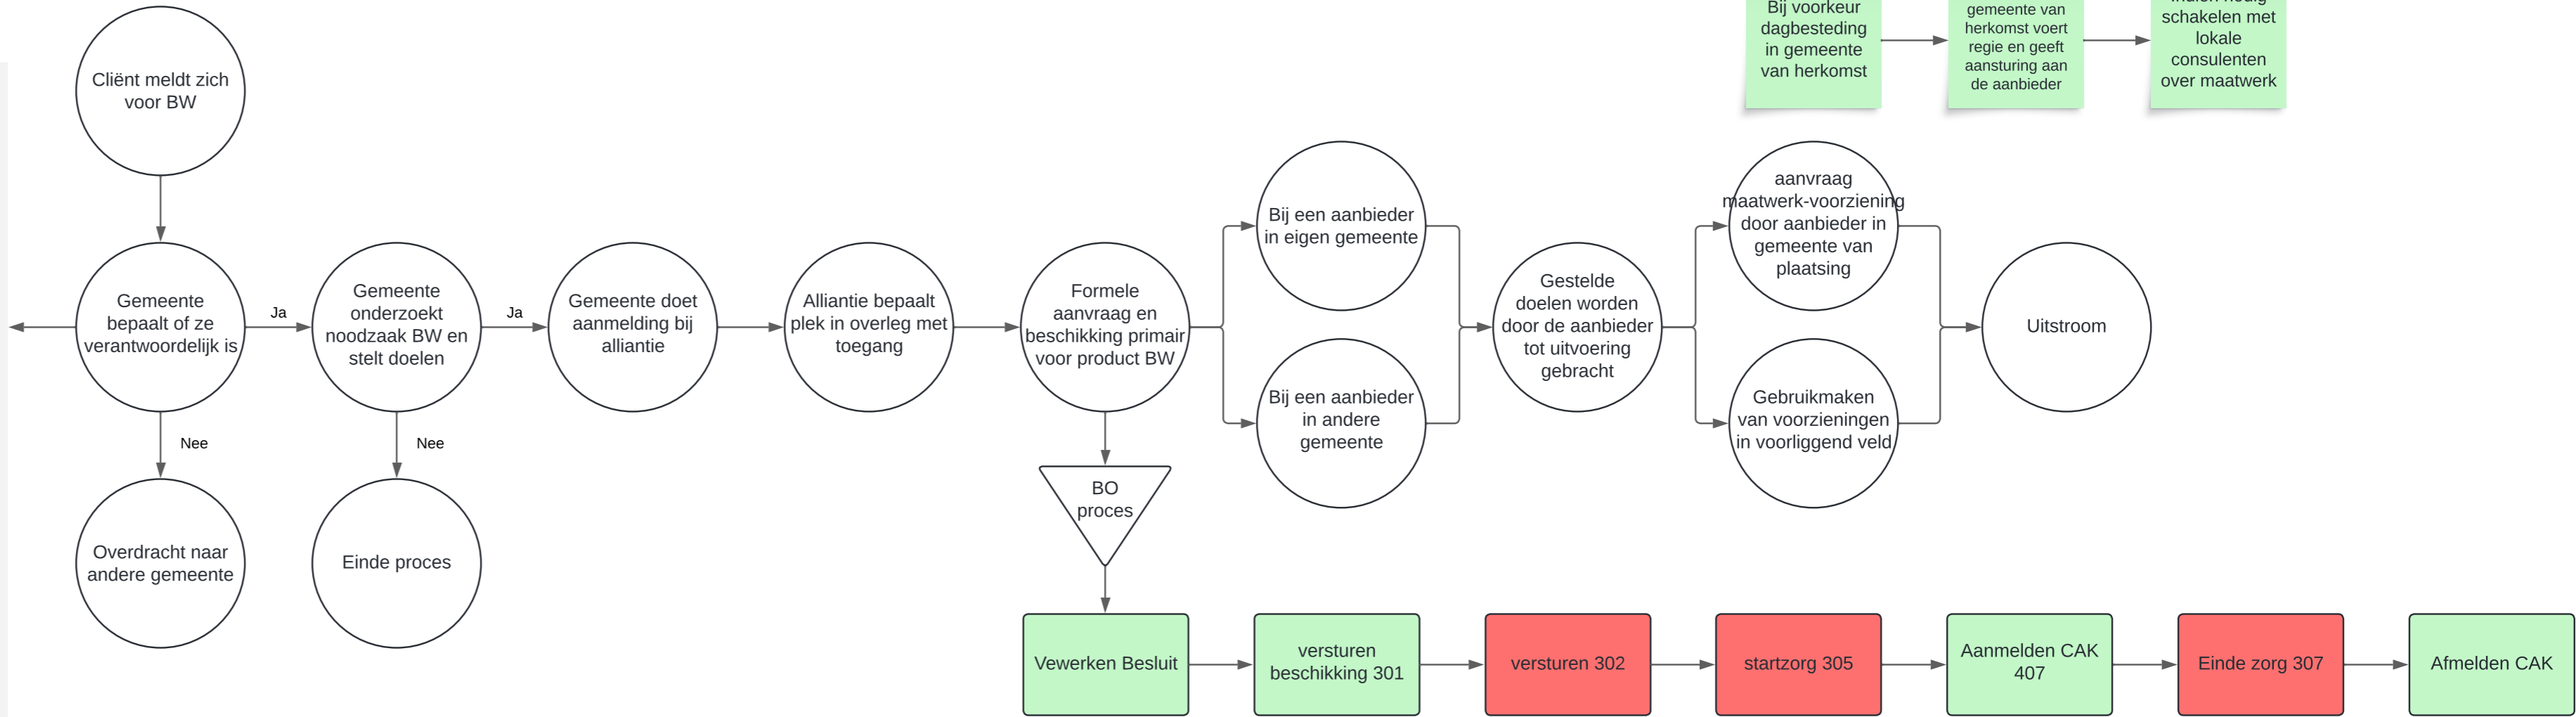 Bij voorkeur
dagbesteding
in gemeente
van herkomst
gemeente van
herkomst voert
regie en geeft
aansturing aan
de aanbieder
schakelen met
lokale
consulenten
over maatwerk
Cliënt meldt zich
voor BW
Gemeente
bepaalt of ze
verantwoordelijk is
Ja
Nee
Overdracht naar
andere gemeente
Gemeente
onderzoekt
noodzaak BW en
stelt doelen
Ja
Nee
Einde proces
Gemeente doet
aanmelding bij
alliantie
Alliantie bepaalt
plek in overleg met
toegang
Formele
aanvraag en
beschikking primair
voor product BW
Bij een aanbieder
in eigen gemeente
Bij een aanbieder
in andere
gemeente
Gestelde
doelen worden
door de aanbieder
tot uitvoering
gebracht
aanvraag
maatwerk-voorziening
door aanbieder in
gemeente van
plaatsing
Gebruikmaken
van voorzieningen
in voorliggend veld
Uitstroom
BO
proces
Vewerken Besluit
versturen
beschikking 301
versturen 302
startzorg 305
Aanmelden CAK
407
Einde zorg 307
Afmelden CAK